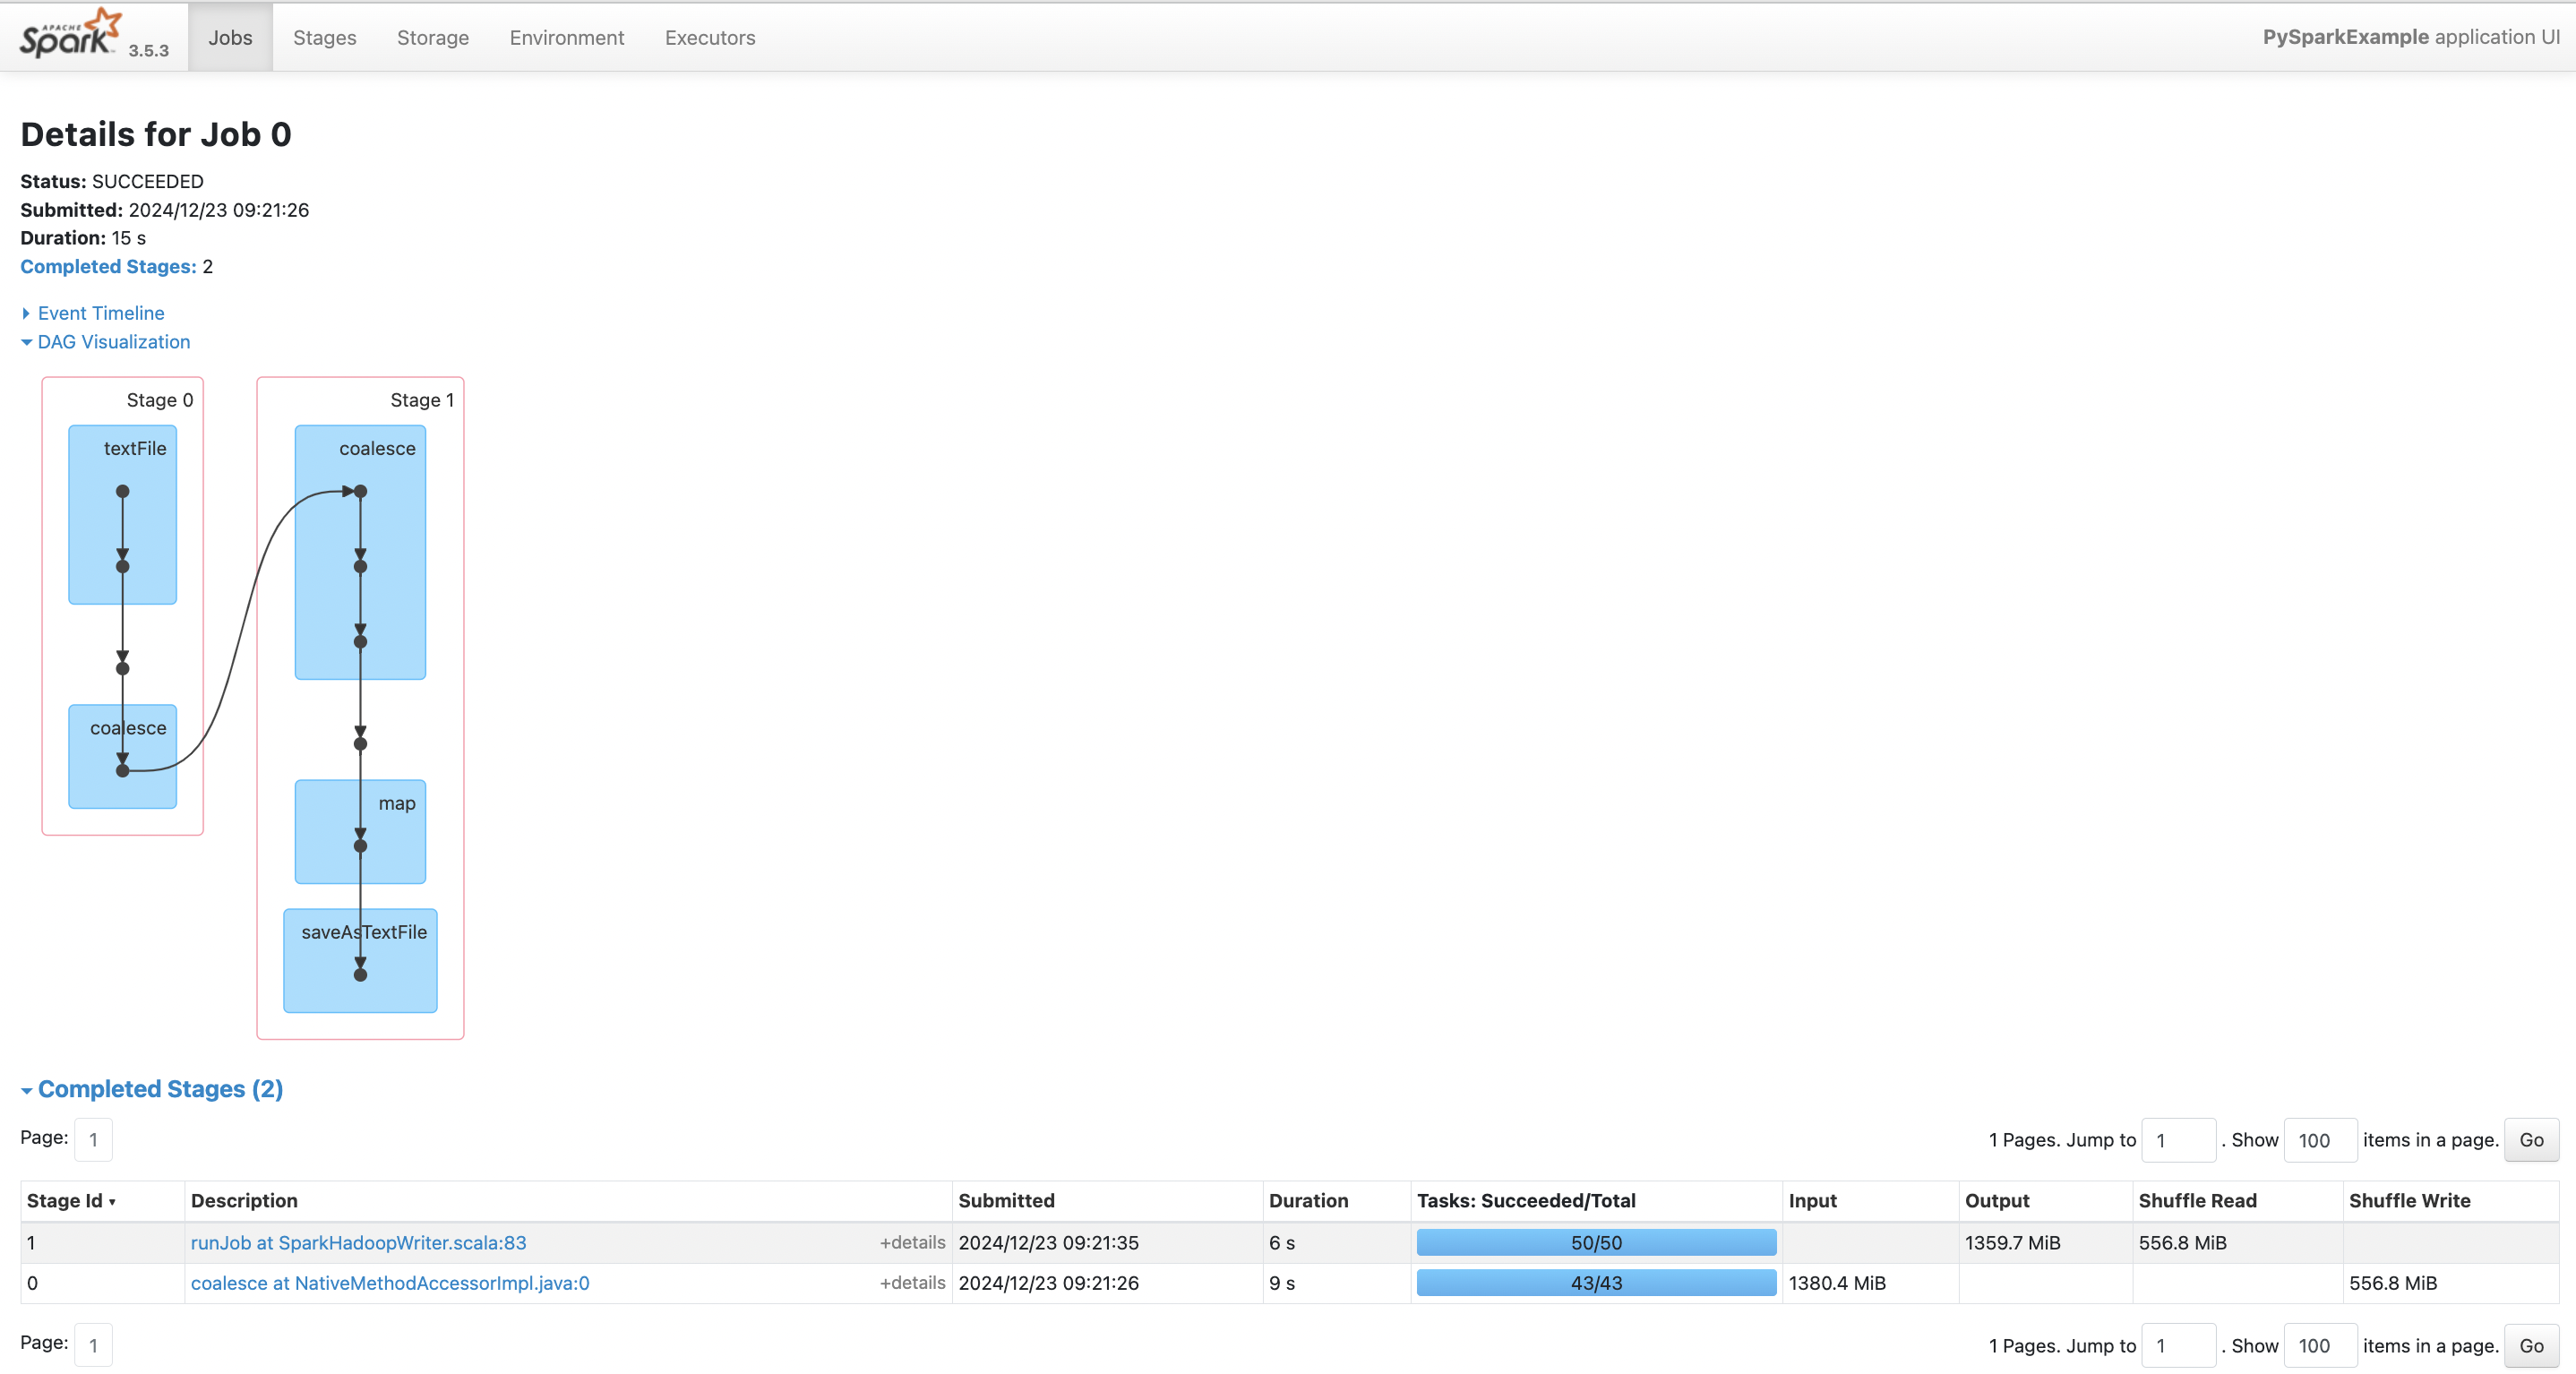 APACHE
Spark 3.5.3 Jobs Stages Storage Environment Executors PySparkExample application UI
Details for Job 0
Status: SUCCEEDED
Submitted: 2024/12/23 09:21:26
Duration: 15 s
Completed Stages: 2
Event Timeline
DAG Visualization
Stage 0
textFile
coalesce
Stage 1
coalesce
map
saveAsTextFile
Completed Stages (2)
Page: 1 1 Pages. Jump to 1 . Show 100 items in a page. Go
Stage Id ▾ Description Submitted Duration Tasks: Succeeded/Total Input Output Shuffle Read Shuffle Write
1 runJob at SparkHadoopWriter.scala:83 +details 2024/12/23 09:21:35 6 s 50/50 1359.7 MiB 556.8 MiB
0 coalesce at NativeMethodAccessorImpl.java:0 +details 2024/12/23 09:21:26 9 s 43/43 1380.4 MiB 556.8 MiB
Page: 1 1 Pages. Jump to 1 . Show 100 items in a page. Go